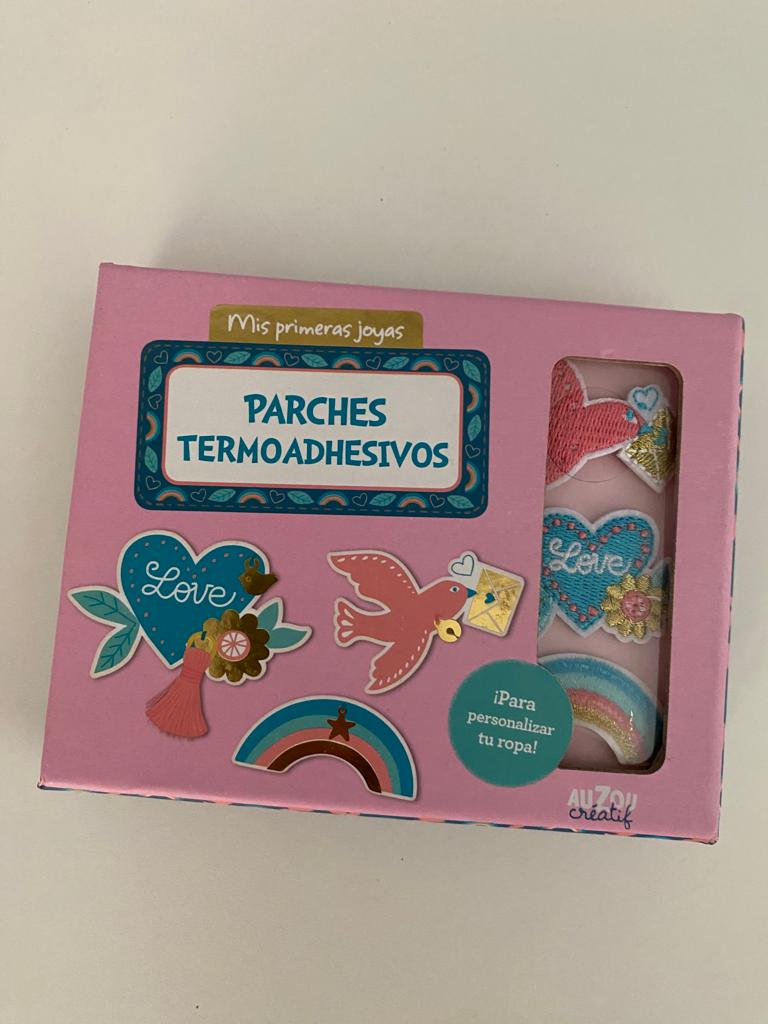 Mis primeras joyas
PARCHES
TERMOADHESIVOS
Love
Love
¡Para
personalizar
tu ropa!
AUZOU
créatif